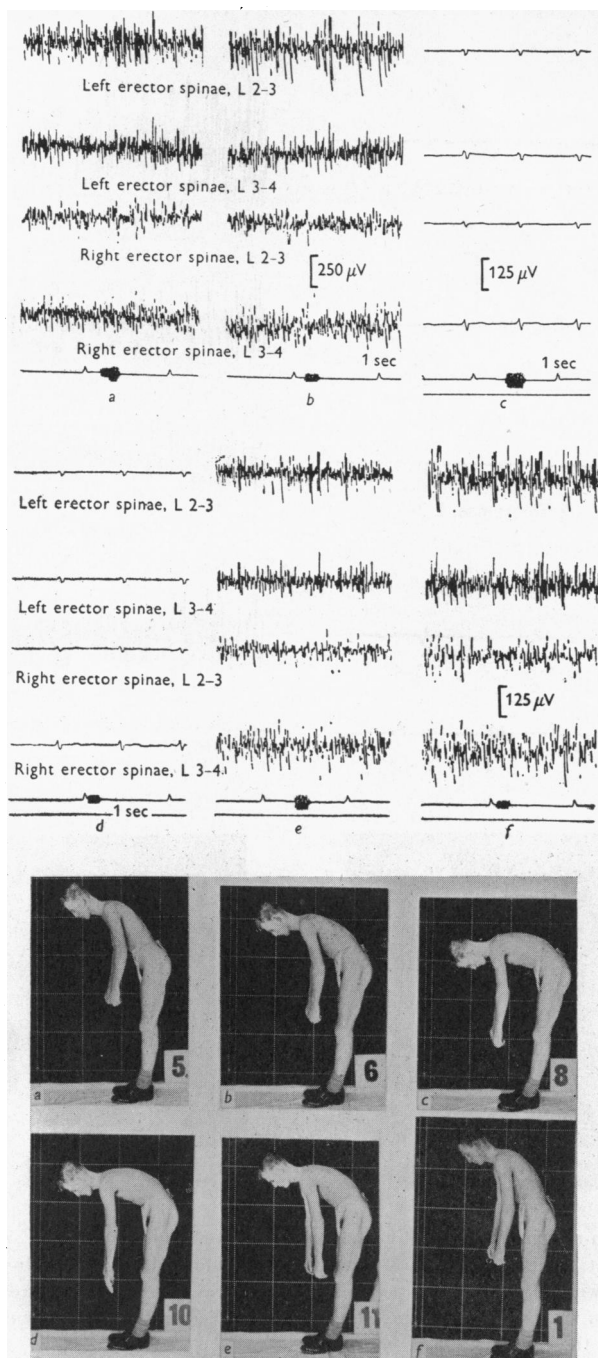 Left erector spinae, L 2-3
Left erector spinae, L 3-4
Right erector spinae, L 2-3
250 μV
125 μV
Right erector spinae, L 3-4
1 sec
1 sec
a
b
c
Left erector spinae, L 2-3
Left erector spinae, L 3-4
Right erector spinae, L 2-3
125 μV
Right erector spinae, L 3-4
1 sec
d
e
f
5
6
8
a
b
c
10
11
1
d
e
f